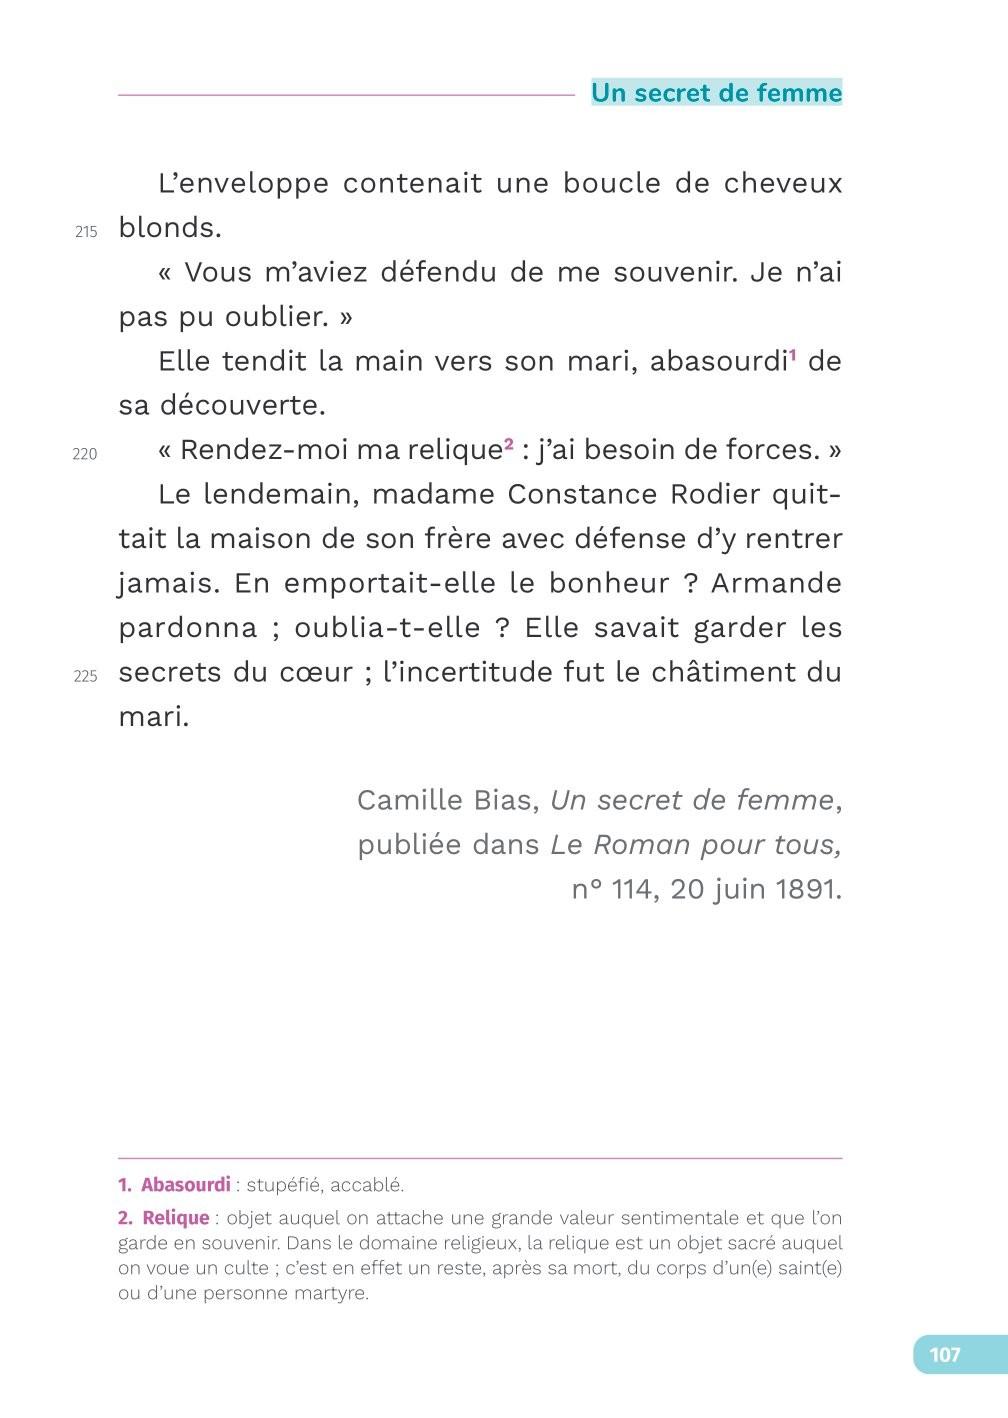 Un secret de femme
L’enveloppe contenait une boucle de cheveux
215 blonds.
« Vous m’aviez défendu de me souvenir. Je n’ai
pas pu oublier. »
Elle tendit la main vers son mari, abasourdi1 de
sa découverte.
220 « Rendez-moi ma relique2 : j’ai besoin de forces. »
Le lendemain, madame Constance Rodier quit-
tait la maison de son frère avec défense d’y rentrer
jamais. En emportait-elle le bonheur ? Armande
pardonna ; oublia-t-elle ? Elle savait garder les
225 secrets du cœur ; l’incertitude fut le châtiment du
mari.
Camille Bias, Un secret de femme,
publiée dans Le Roman pour tous,
n° 114, 20 juin 1891.
1. Abasourdi : stupéfié, accablé.
2. Relique : objet auquel on attache une grande valeur sentimentale et que l’on
garde en souvenir. Dans le domaine religieux, la relique est un objet sacré auquel
on voue un culte ; c’est en effet un reste, après sa mort, du corps d’un(e) saint(e)
ou d’une personne martyre.
107